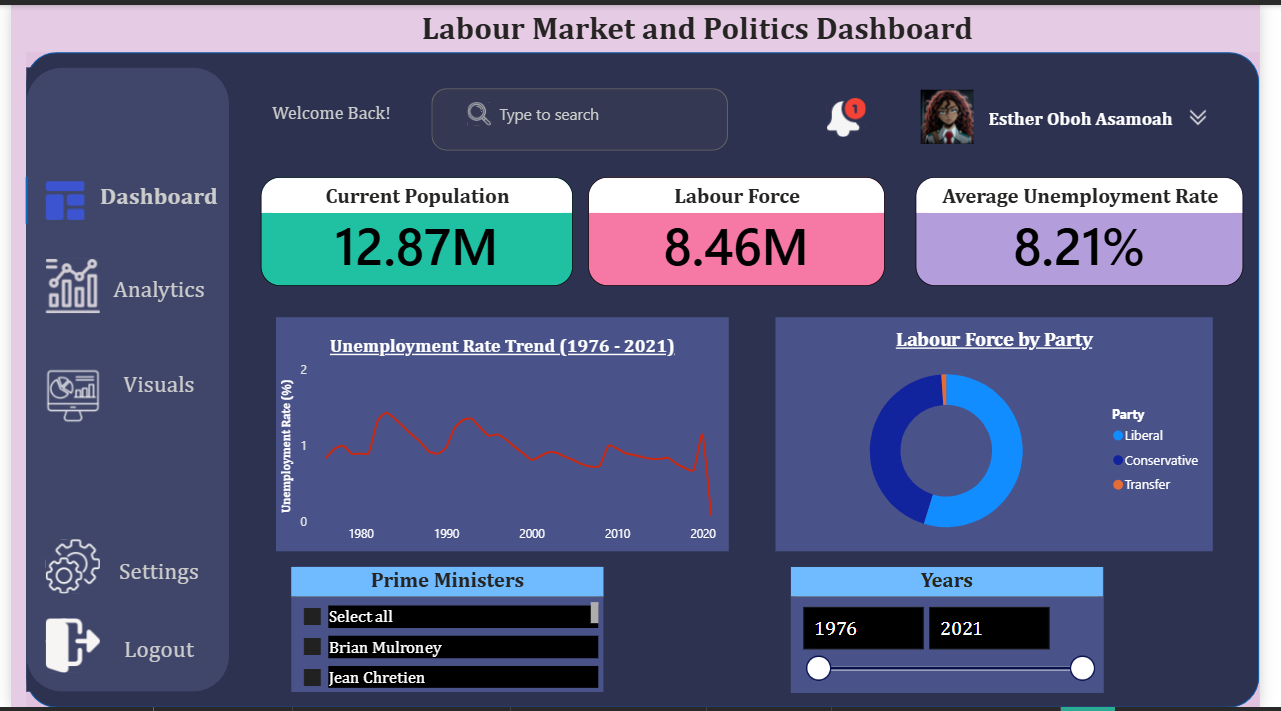 Labour Market and Politics Dashboard
Welcome Back!
Type to search
1
Esther Oboh Asamoah
Dashboard
Analytics
Visuals
Settings
Logout
Current Population
12.87M
Labour Force
8.46M
Average Unemployment Rate
8.21%
Unemployment Rate Trend (1976 - 2021)
Unemployment Rate (%)
2
1
0
1980 1990 2000 2010 2020
Labour Force by Party
Party
Liberal
Conservative
Transfer
Prime Ministers
Select all
Brian Mulroney
Jean Chretien
Years
1976 2021